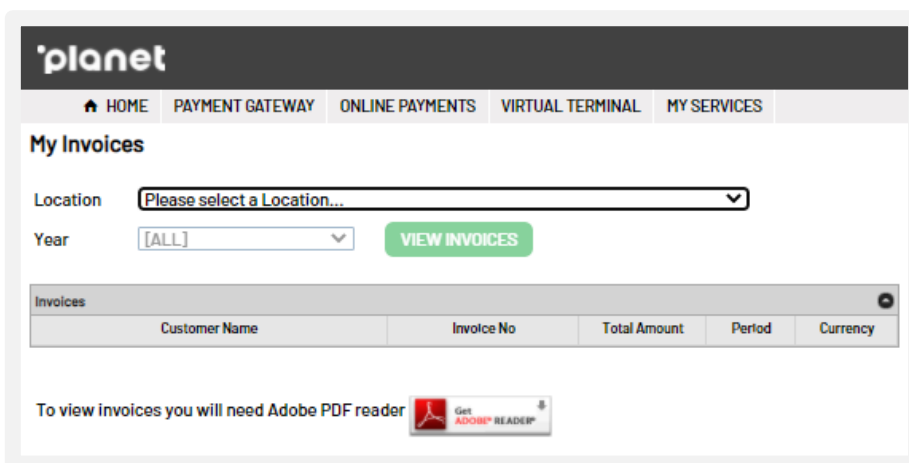 planet
HOME PAYMENT GATEWAY ONLINE PAYMENTS VIRTUAL TERMINAL MY SERVICES
My Invoices
Location Please select a Location...
Year [ALL] VIEW INVOICES
Invoices
Customer Name Invoice No Total Amount Period Currency
To view invoices you will need Adobe PDF reader Get
ADOBE® READER®